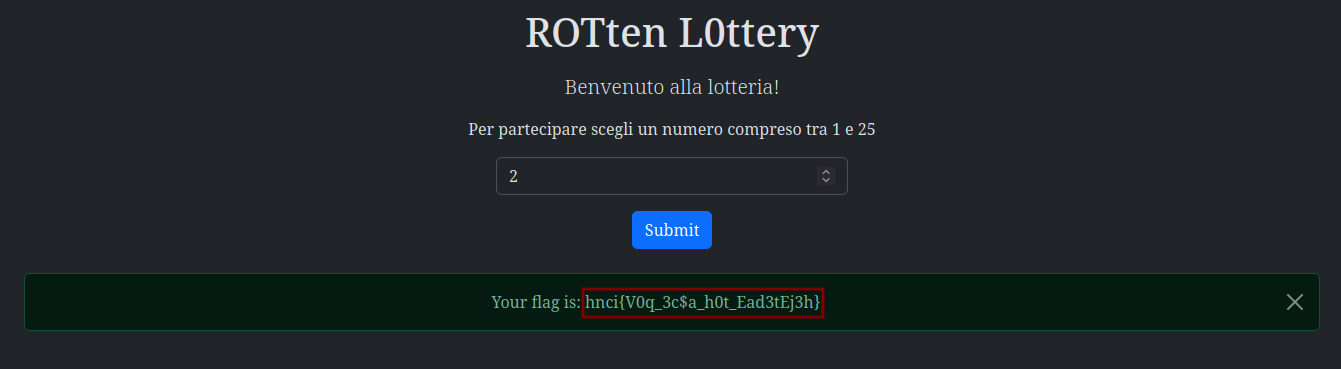 ROTten L0ttery
Benvenuto alla lotteria!
Per partecipare scegli un numero compreso tra 1 e 25
2
Submit
Your flag is: hnci{V0q_3c$a_h0t_Ead3tEj3h}